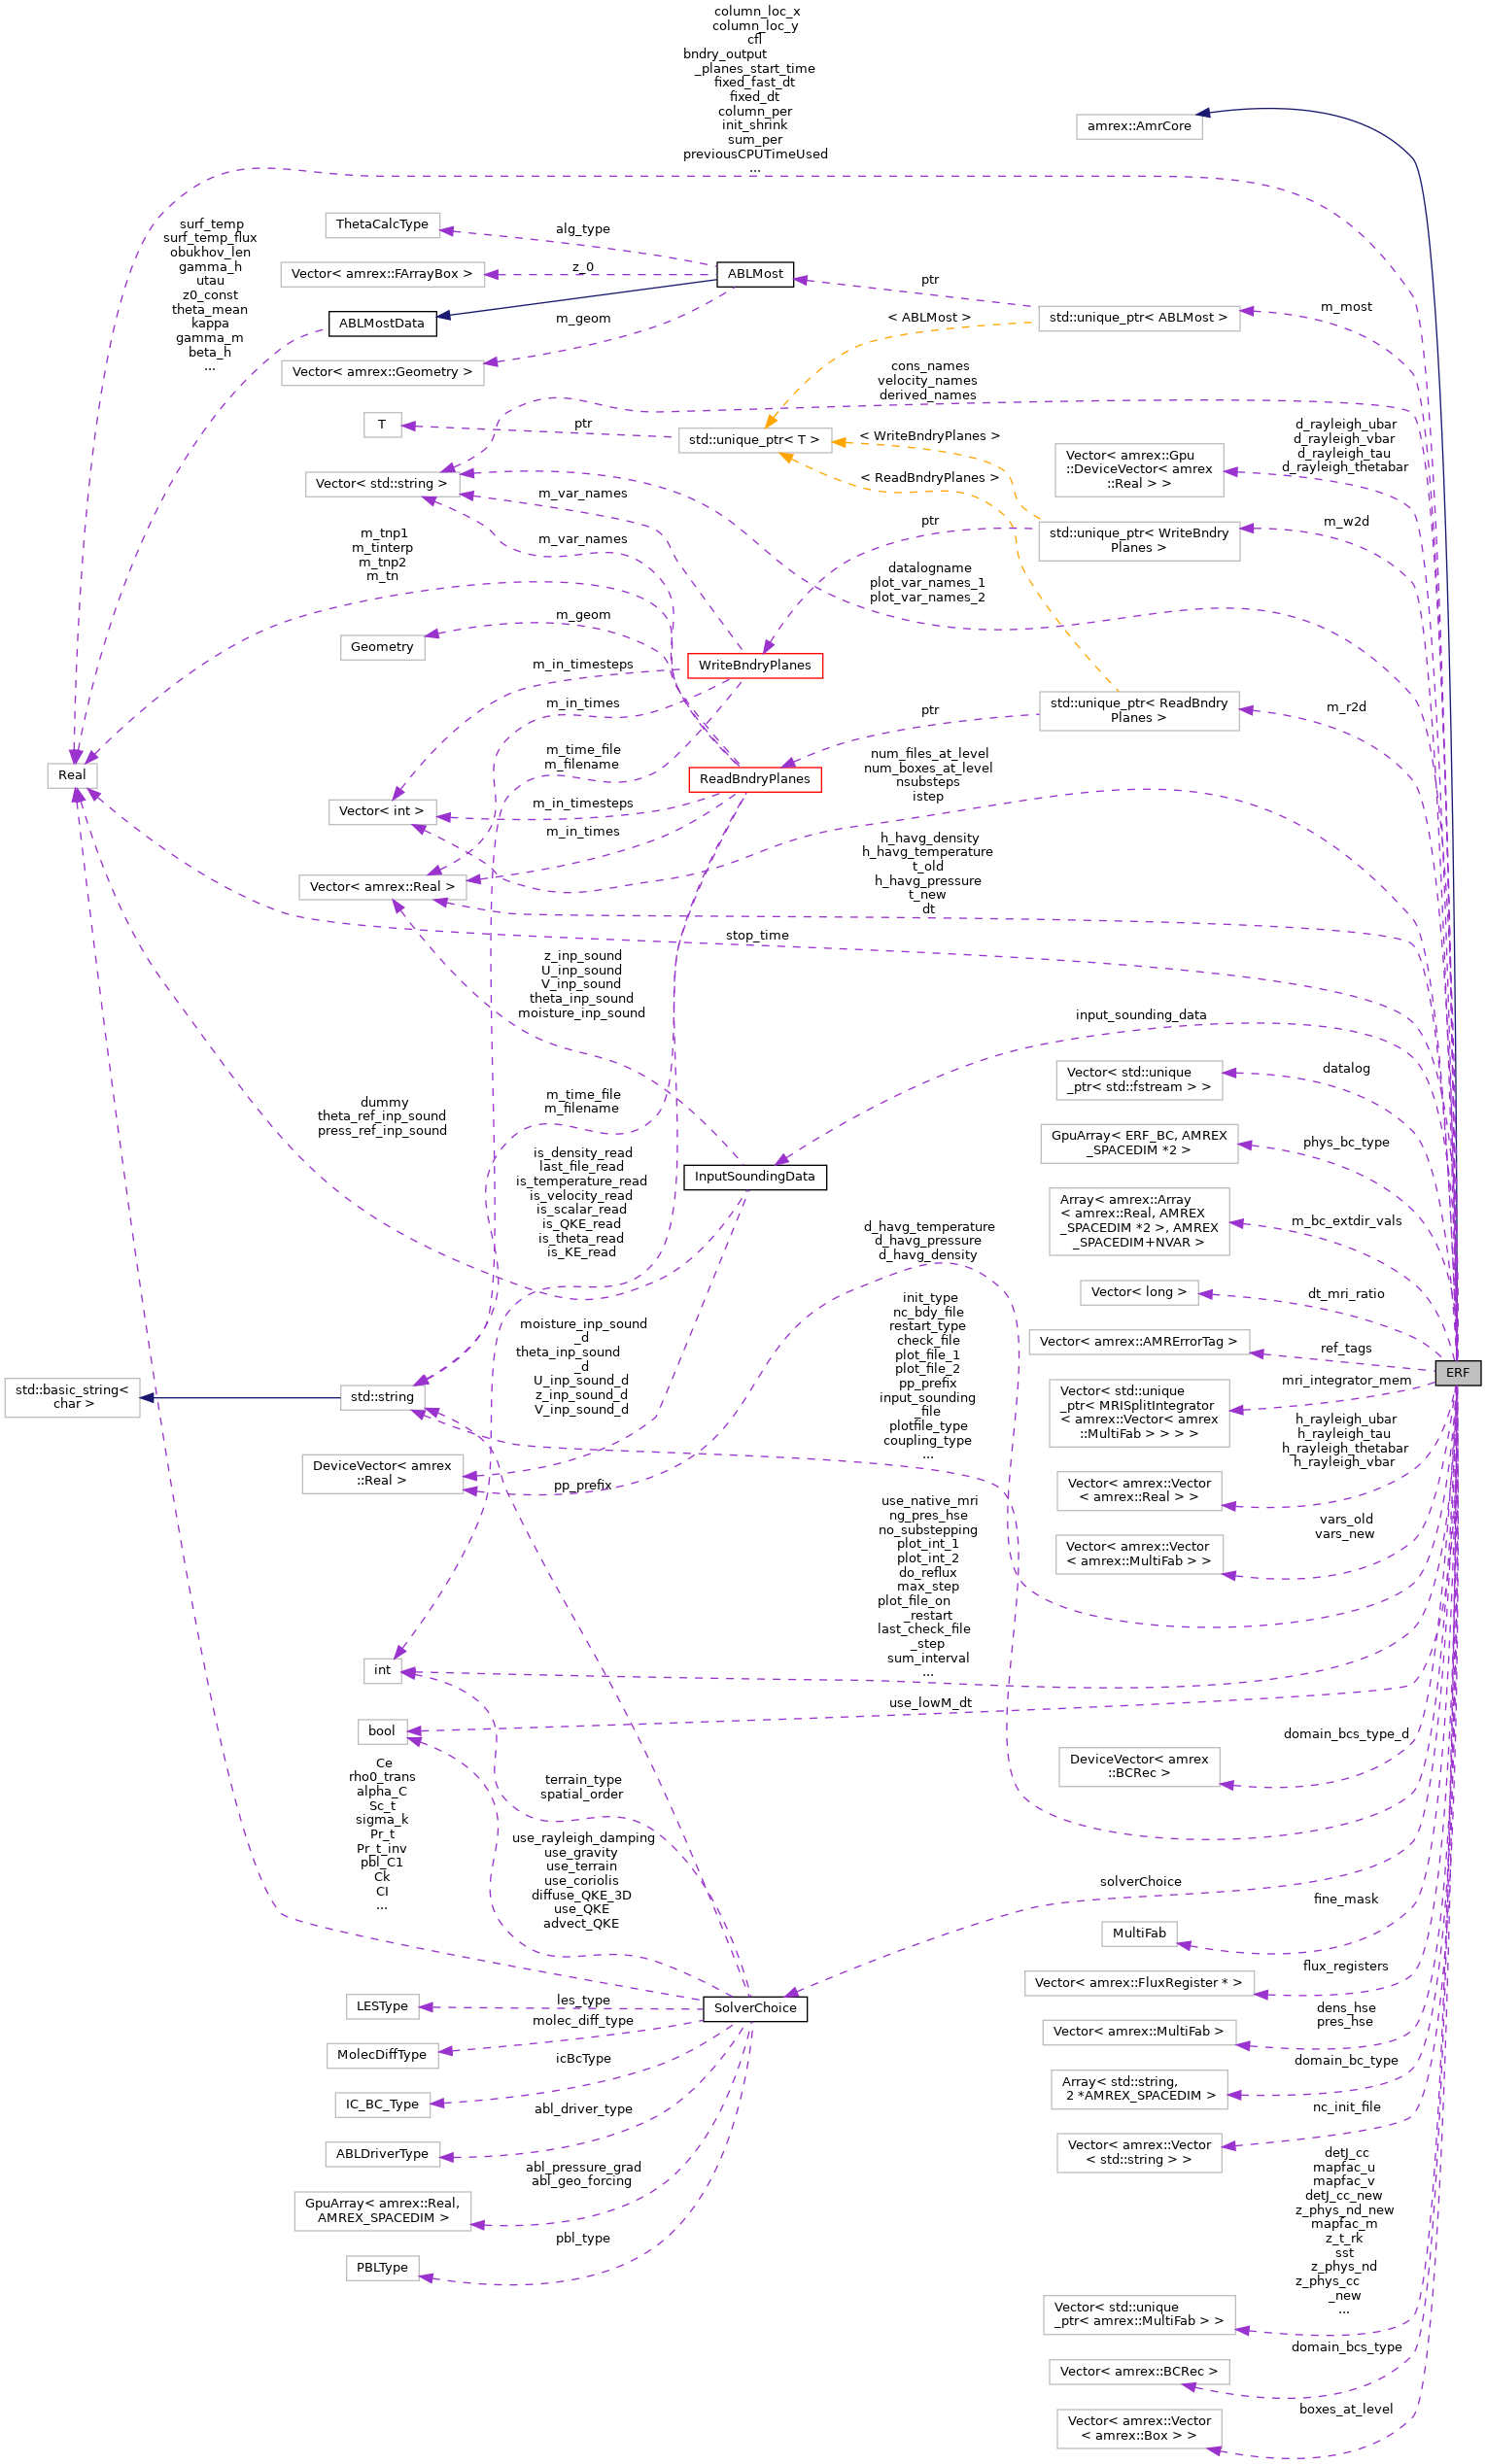 column_loc_x
column_loc_y
cfl
bndry_output
_planes_start_time
fixed_fast_dt
fixed_dt
column_per
init_shrink
sum_per
previousCPUTimeUsed
...
amrex::AmrCore
surf_temp
surf_temp_flux
obukhov_len
gamma_h
utau
z0_const
theta_mean
kappa
gamma_m
beta_h
...
ThetaCalcType
alg_type
Vector< amrex::FArrayBox >
z_0
ABLMost
ABLMostData
m_geom
Vector< amrex::Geometry >
ptr
std::unique_ptr< ABLMost >
m_most
< ABLMost >
cons_names
velocity_names
derived_names
T
ptr
std::unique_ptr< T >
< WriteBndryPlanes >
< ReadBndryPlanes >
d_rayleigh_ubar
d_rayleigh_vbar
d_rayleigh_tau
d_rayleigh_thetabar
Vector< amrex::Gpu
::DeviceVector< amrex
::Real > >
Vector< std::string >
m_var_names
m_var_names
ptr
std::unique_ptr< WriteBndry
Planes >
m_w2d
m_tnp1
m_tinterp
m_tnp2
m_tn
datalogname
plot_var_names_1
plot_var_names_2
Geometry
m_geom
WriteBndryPlanes
m_in_timesteps
m_in_times
m_time_file
m_filename
ptr
std::unique_ptr< ReadBndry
Planes >
m_r2d
Real
ReadBndryPlanes
num_files_at_level
num_boxes_at_level
nsubsteps
istep
Vector< int >
m_in_timesteps
m_in_times
h_havg_density
h_havg_temperature
t_old
h_havg_pressure
t_new
dt
Vector< amrex::Real >
stop_time
z_inp_sound
U_inp_sound
V_inp_sound
theta_inp_sound
moisture_inp_sound
input_sounding_data
Vector< std::unique
_ptr< std::fstream > >
datalog
dummy
theta_ref_inp_sound
press_ref_inp_sound
m_time_file
m_filename
GpuArray< ERF_BC, AMREX
_SPACEDIM *2 >
phys_bc_type
is_density_read
last_file_read
is_temperature_read
is_velocity_read
is_scalar_read
is_QKE_read
is_theta_read
is_KE_read
InputSoundingData
Array< amrex::Array
< amrex::Real, AMREX
_SPACEDIM *2 >, AMREX
_SPACEDIM+NVAR >
m_bc_extdir_vals
d_havg_temperature
d_havg_pressure
d_havg_density
Vector< long >
dt_mri_ratio
init_type
nc_bdy_file
restart_type
check_file
plot_file_1
plot_file_2
pp_prefix
input_sounding
_file
plotfile_type
coupling_type
...
Vector< amrex::AMRErrorTag >
ref_tags
ERF
moisture_inp_sound
_d
theta_inp_sound
_d
U_inp_sound_d
z_inp_sound_d
V_inp_sound_d
std::basic_string<
char >
std::string
Vector< std::unique
_ptr< MRISplitIntegrator
< amrex::Vector< amrex
::MultiFab > > > >
mri_integrator_mem
h_rayleigh_ubar
h_rayleigh_tau
h_rayleigh_thetabar
h_rayleigh_vbar
DeviceVector< amrex
::Real >
pp_prefix
Vector< amrex::Vector
< amrex::Real > >
use_native_mri
ng_pres_hse
no_substepping
plot_int_1
plot_int_2
do_reflux
max_step
plot_file_on
_restart
last_check_file
_step
sum_interval
...
vars_old
vars_new
Vector< amrex::Vector
< amrex::MultiFab > >
int
use_lowM_dt
bool
domain_bcs_type_d
DeviceVector< amrex
::BCRec >
Ce
rho0_trans
alpha_C
Sc_t
sigma_k
Pr_t
Pr_t_inv
pbl_C1
Ck
CI
...
terrain_type
spatial_order
use_rayleigh_damping
use_gravity
use_terrain
use_coriolis
diffuse_QKE_3D
use_QKE
advect_QKE
solverChoice
fine_mask
MultiFab
flux_registers
Vector< amrex::FluxRegister * >
LESType
les_type
SolverChoice
molec_diff_type
MolecDiffType
dens_hse
pres_hse
Vector< amrex::MultiFab >
icBcType
IC_BC_Type
domain_bc_type
Array< std::string,
2 *AMREX_SPACEDIM >
abl_driver_type
ABLDriverType
nc_init_file
Vector< amrex::Vector
< std::string > >
abl_pressure_grad
abl_geo_forcing
GpuArray< amrex::Real,
AMREX_SPACEDIM >
pbl_type
PBLType
detJ_cc
mapfac_u
mapfac_v
detJ_cc_new
z_phys_nd_new
mapfac_m
z_t_rk
sst
z_phys_nd
z_phys_cc
_new
...
Vector< std::unique
_ptr< amrex::MultiFab > >
domain_bcs_type
Vector< amrex::BCRec >
boxes_at_level
Vector< amrex::Vector
< amrex::Box > >